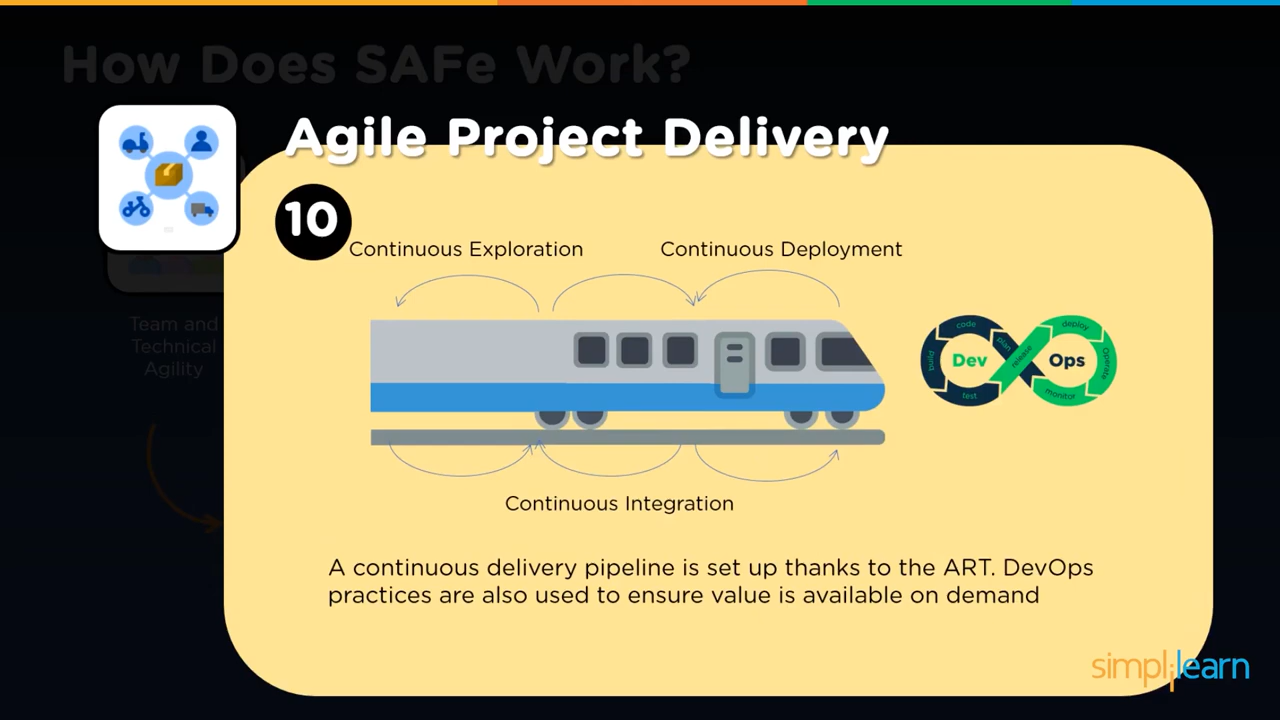 How Does SAFe Work?
Agile Project Delivery
10
Continuous Exploration
Continuous Deployment
Team and
Technical
Agility
code
plan
build
test
release
deploy
operate
monitor
Dev
Ops
Continuous Integration
A continuous delivery pipeline is set up thanks to the ART. DevOps
practices are also used to ensure value is available on demand
simplilearn